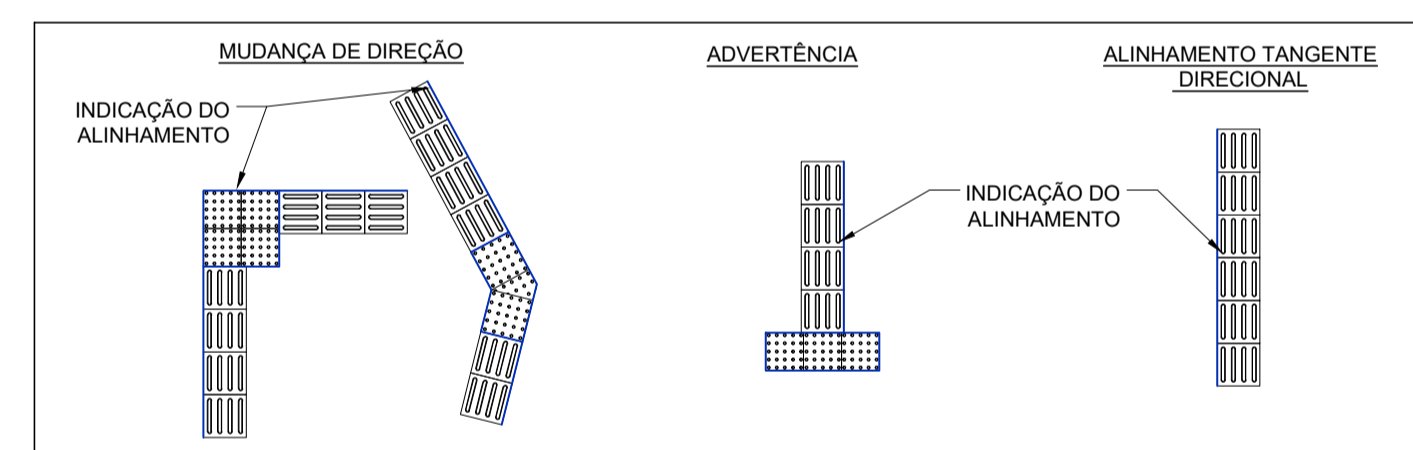 MUDANÇA DE DIREÇÃO
INDICAÇÃO DO
ALINHAMENTO
ADVERTÊNCIA
INDICAÇÃO DO
ALINHAMENTO
ALINHAMENTO TANGENTE
DIRECIONAL